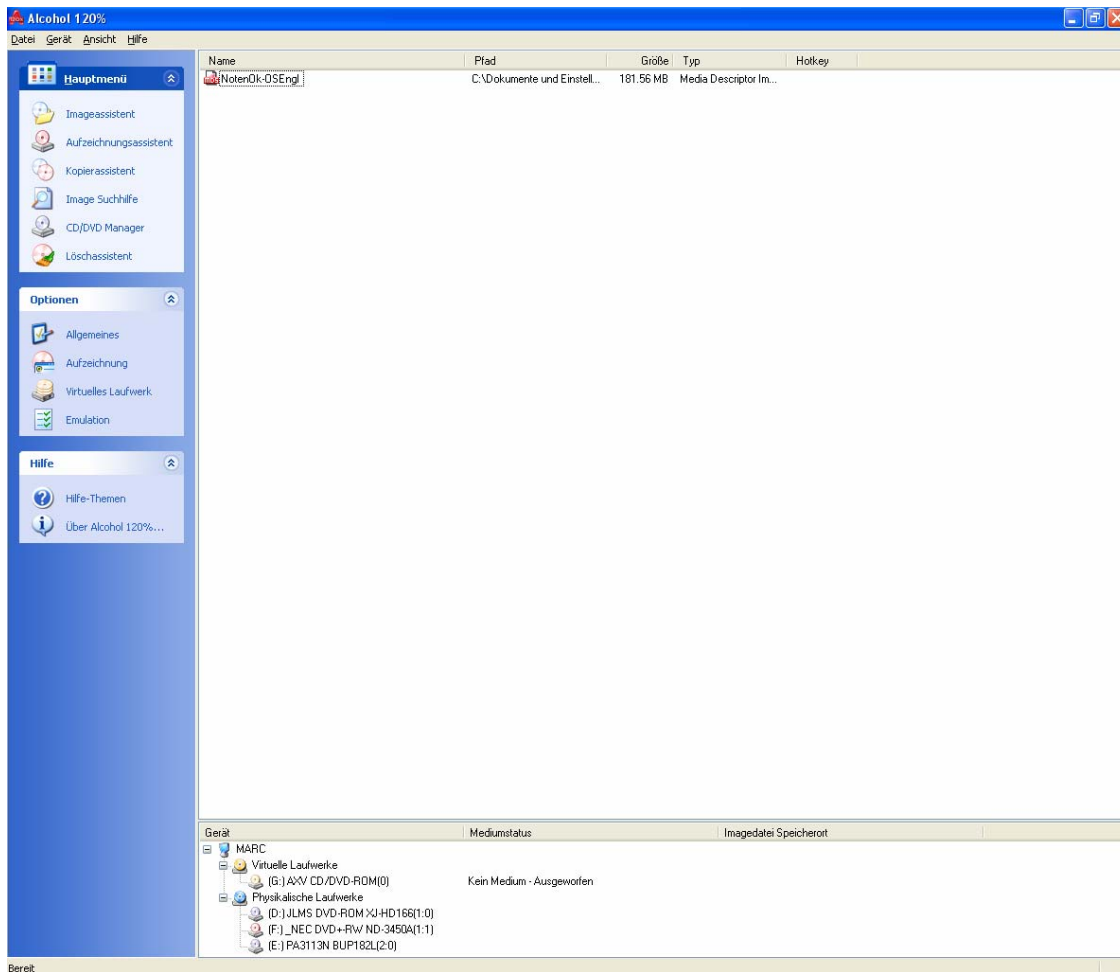 Alcohol 120%
Datei Gerät Ansicht Hilfe
Hauptmenü
Imageassistent
Aufzeichnungsassistent
Kopierassistent
Image Suchhilfe
CD/DVD Manager
Löschassistent
Optionen
Allgemeines
Aufzeichnung
Virtuelles Laufwerk
Emulation
Hilfe
Hilfe-Themen
Über Alcohol 120%...
Name Pfad Größe Typ Hotkey
NotenOk-OSEngl C:\Dokumente und Einstell... 181.56 MB Media Descriptor Im...
Gerät Mediumstatus Imagedatei Speicherort
MARC
Virtuelle Laufwerke
(G:) AXV CD/DVD-ROM(0) Kein Medium - Ausgeworfen
Physikalische Laufwerke
(D:) JLMS DVD-ROM XJ-HD166(1:0)
(F:) _NEC DVD+-RW ND-3450A(1:1)
(E:) PA3113N BUP182L(2:0)
Bereit